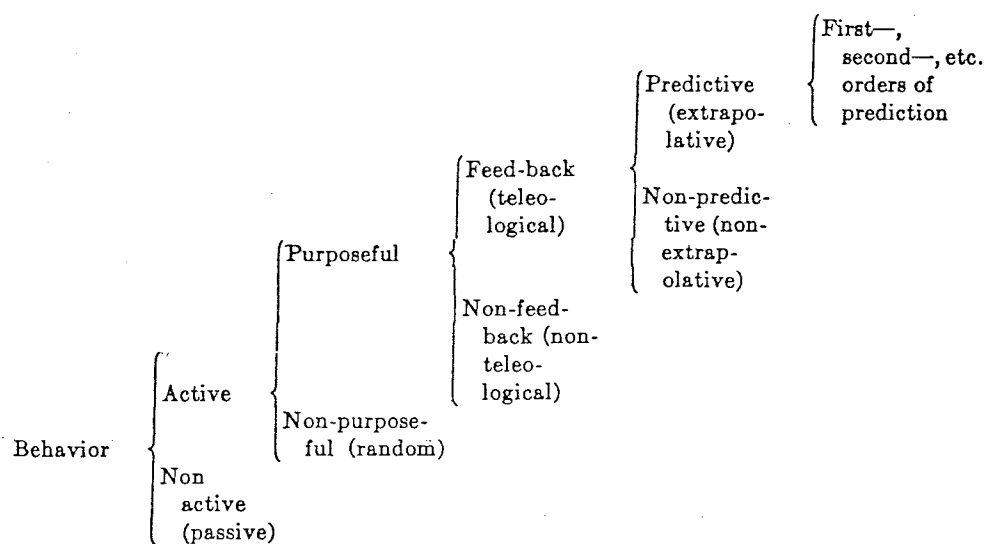 First—,
second—, etc.
orders of
prediction
Predictive
(extrapo-
lative)
Non-predic-
tive (non-
extrap-
olative)
Feed-back
(teleo-
logical)
Non-feed-
back (non-
teleo-
logical)
Purposeful
Non-purpose-
ful (random)
Active
Non
active
(passive)
Behavior